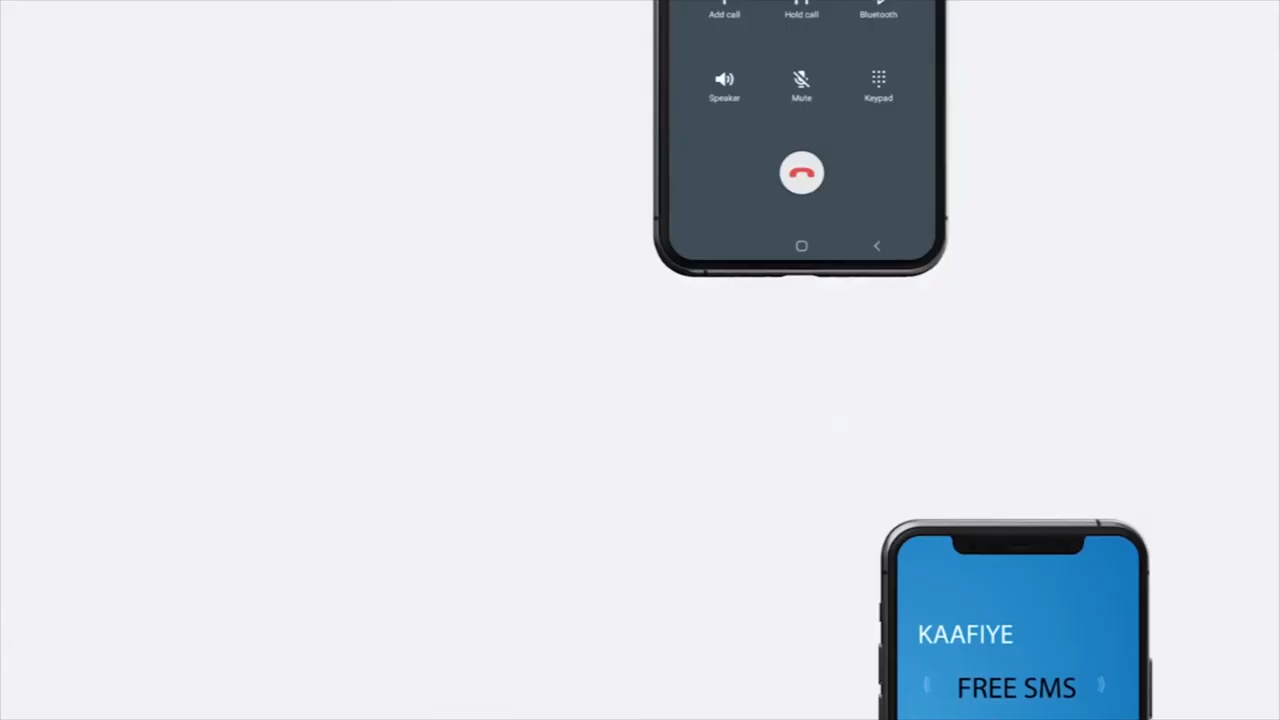 Add call Hold call Bluetooth
Speaker Mute Keypad
KAAFIYE
FREE SMS